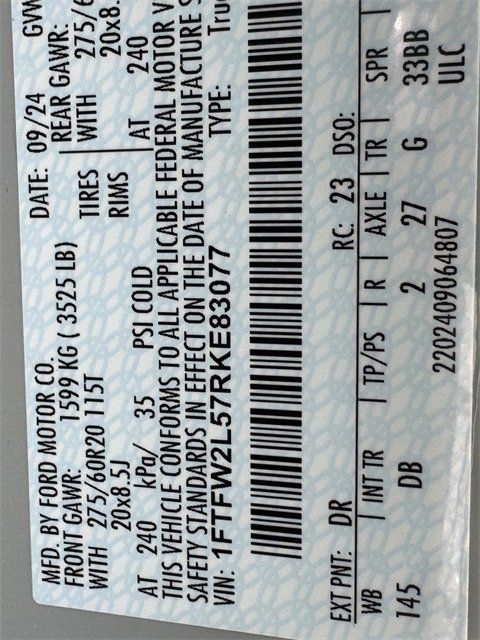 MFD. BY FORD MOTOR CO. DATE: 09/24 GVW
FRONT GAWR: 1599 KG ( 3525 LB) REAR GAWR:
WITH 275/60R20 115T TIRES WITH 275/6
20x8.5J RIMS 20x8.
AT 240 kPa/ 35 PSI COLD AT 240
THIS VEHICLE CONFORMS TO ALL APPLICABLE FEDERAL MOTOR V
SAFETY STANDARDS IN EFFECT ON THE DATE OF MANUFACTURE S
VIN: 1FTFW2L57RKE83077 TYPE: Tru
EXT PNT: DR RC: 23 DSO:
WB | INT TR | TP/PS | R | AXLE | TR | SPR |
145 DB 2 27 G 33BB
2202409064807 ULC